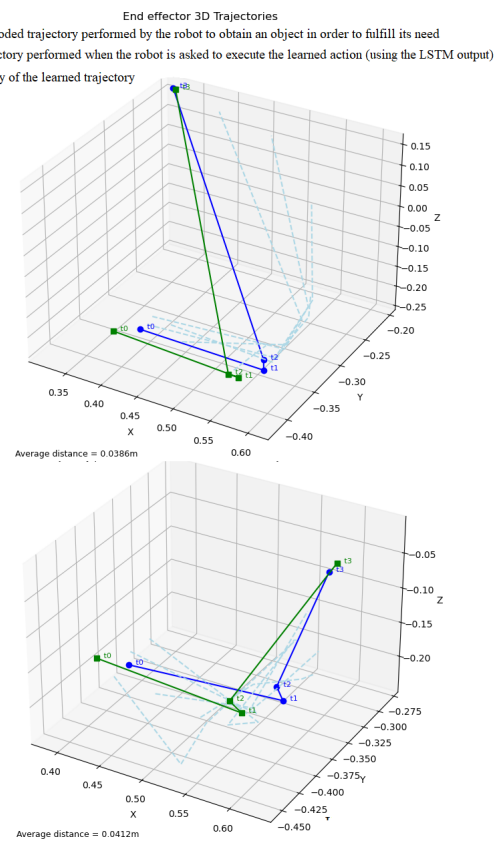 End effector 3D Trajectories
oded trajectory performed by the robot to obtain an object in order to fulfill its need
ctory performed when the robot is asked to execute the learned action (using the LSTM output)
y of the learned trajectory
t3
0.15
0.10
0.05
0.00
Z
−0.05
−0.10
−0.15
−0.20
−0.25
−0.20
t0
t0
−0.25
t2
t1
t2
t1
−0.30
0.35
Y
0.40
−0.35
0.45
X
0.50
−0.40
0.55
0.60
Average distance = 0.0386m
−0.05
t3
t3
−0.10
Z
−0.15
t0
t0
−0.20
t2
t1
t2
t1
−0.275
−0.300
−0.325
−0.350
0.40
−0.375
Y
0.45
−0.400
0.50
X
−0.425
0.55
0.60
−0.450
Average distance = 0.0412m